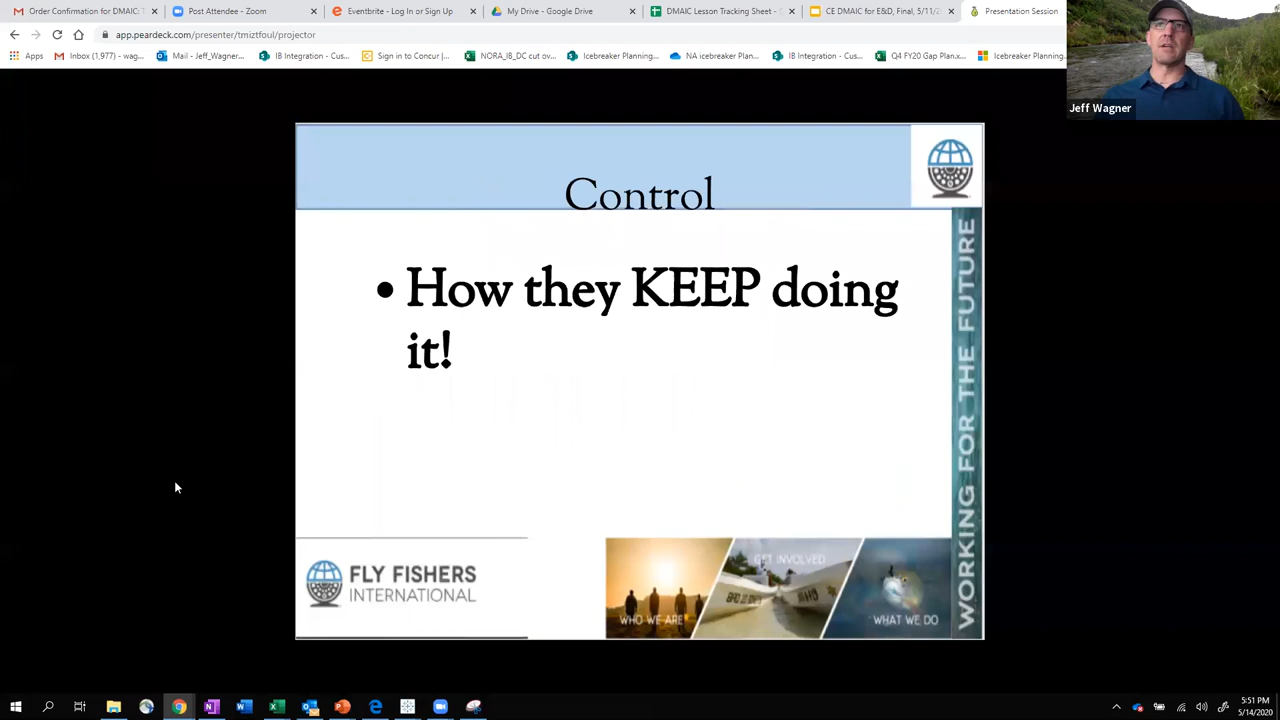 Order Confirmation for DMAIC: T
Post Attendee - Zoom
Eventbrite - Log In or Sign Up
My Drive - Google Drive
DMAIC Lesson Tracking Sheet -
CE DMAIC for E&D, Final, 5/11/2
Presentation Session
app.peardeck.com/presenter/tmiztfoul/projector
Apps
Inbox (1,977) - wag...
Mail - Jeff_Wagner...
IB Integration - Cus...
Sign in to Concur |...
NORA_IB_DC cut ov...
Icebreaker Planning...
NA icebreaker Plan...
IB Integration - Cus...
Q4 FY20 Gap Plan.x...
Icebreaker Planning
Jeff Wagner
Control
• How they KEEP doing
it!
WORKING FOR THE FUTURE
FLY FISHERS
INTERNATIONAL
WHO WE ARE
GET INVOLVED
WHAT WE DO
5:51 PM
5/14/2020